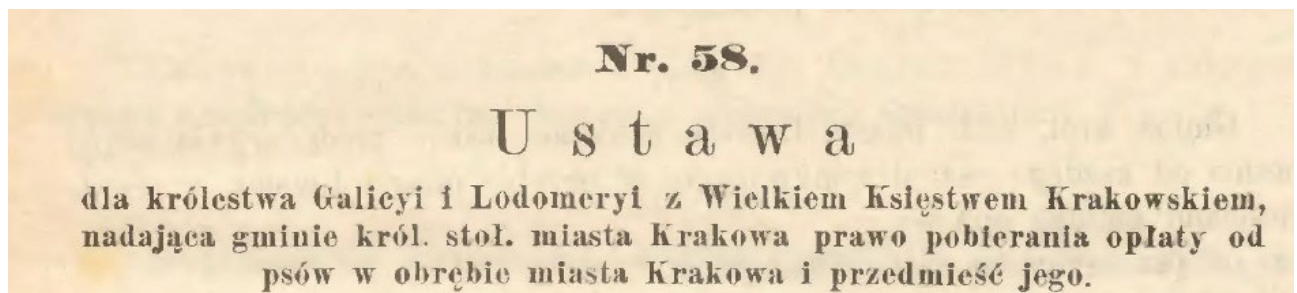 Nr. 58.
Ustawa
dla królestwa Galicyi i Lodomeryi z Wielkiem Księstwem Krakowskiem,
nadająca gminie król. stoł. miasta Krakowa prawo pobierania opłaty od
psów w obrębie miasta Krakowa i przedmieść jego.